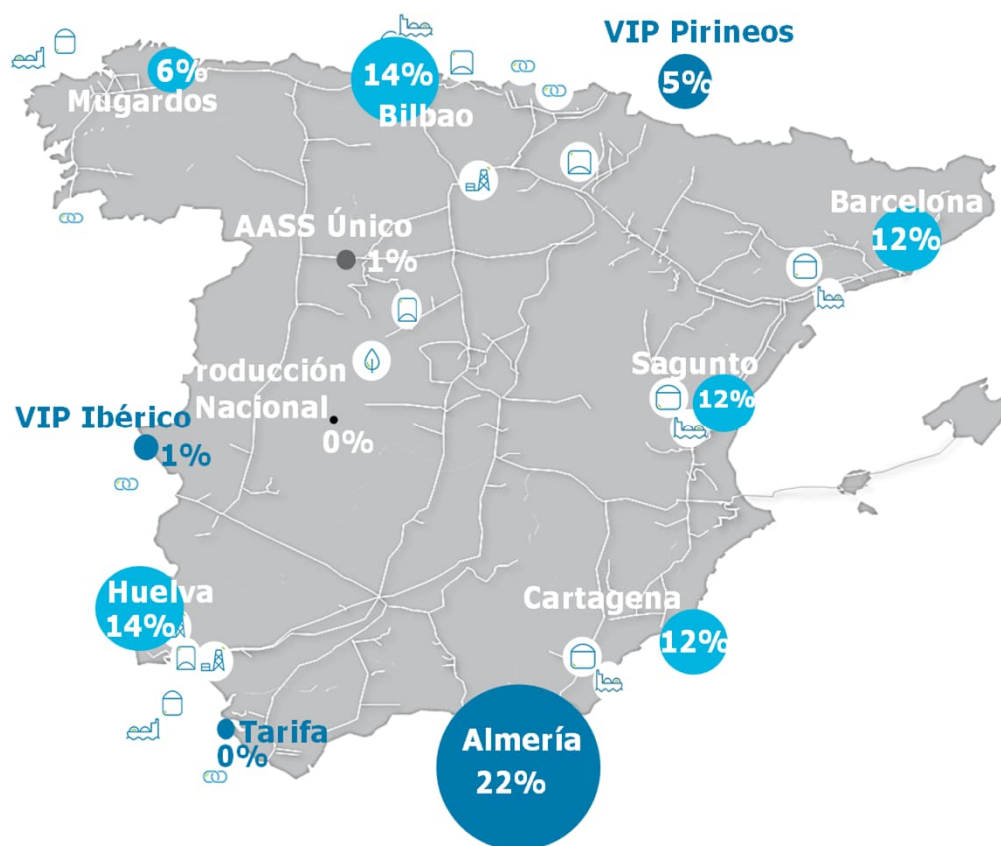 VIP Pirineos
5%
6%
Mugardos
14%
Bilbao
Barcelona
12%
AASS Único
1%
Sagunto
12%
roducción
Nacional
0%
VIP Ibérico
1%
Huelva
14%
Cartagena
12%
Tarifa
0%
Almería
22%